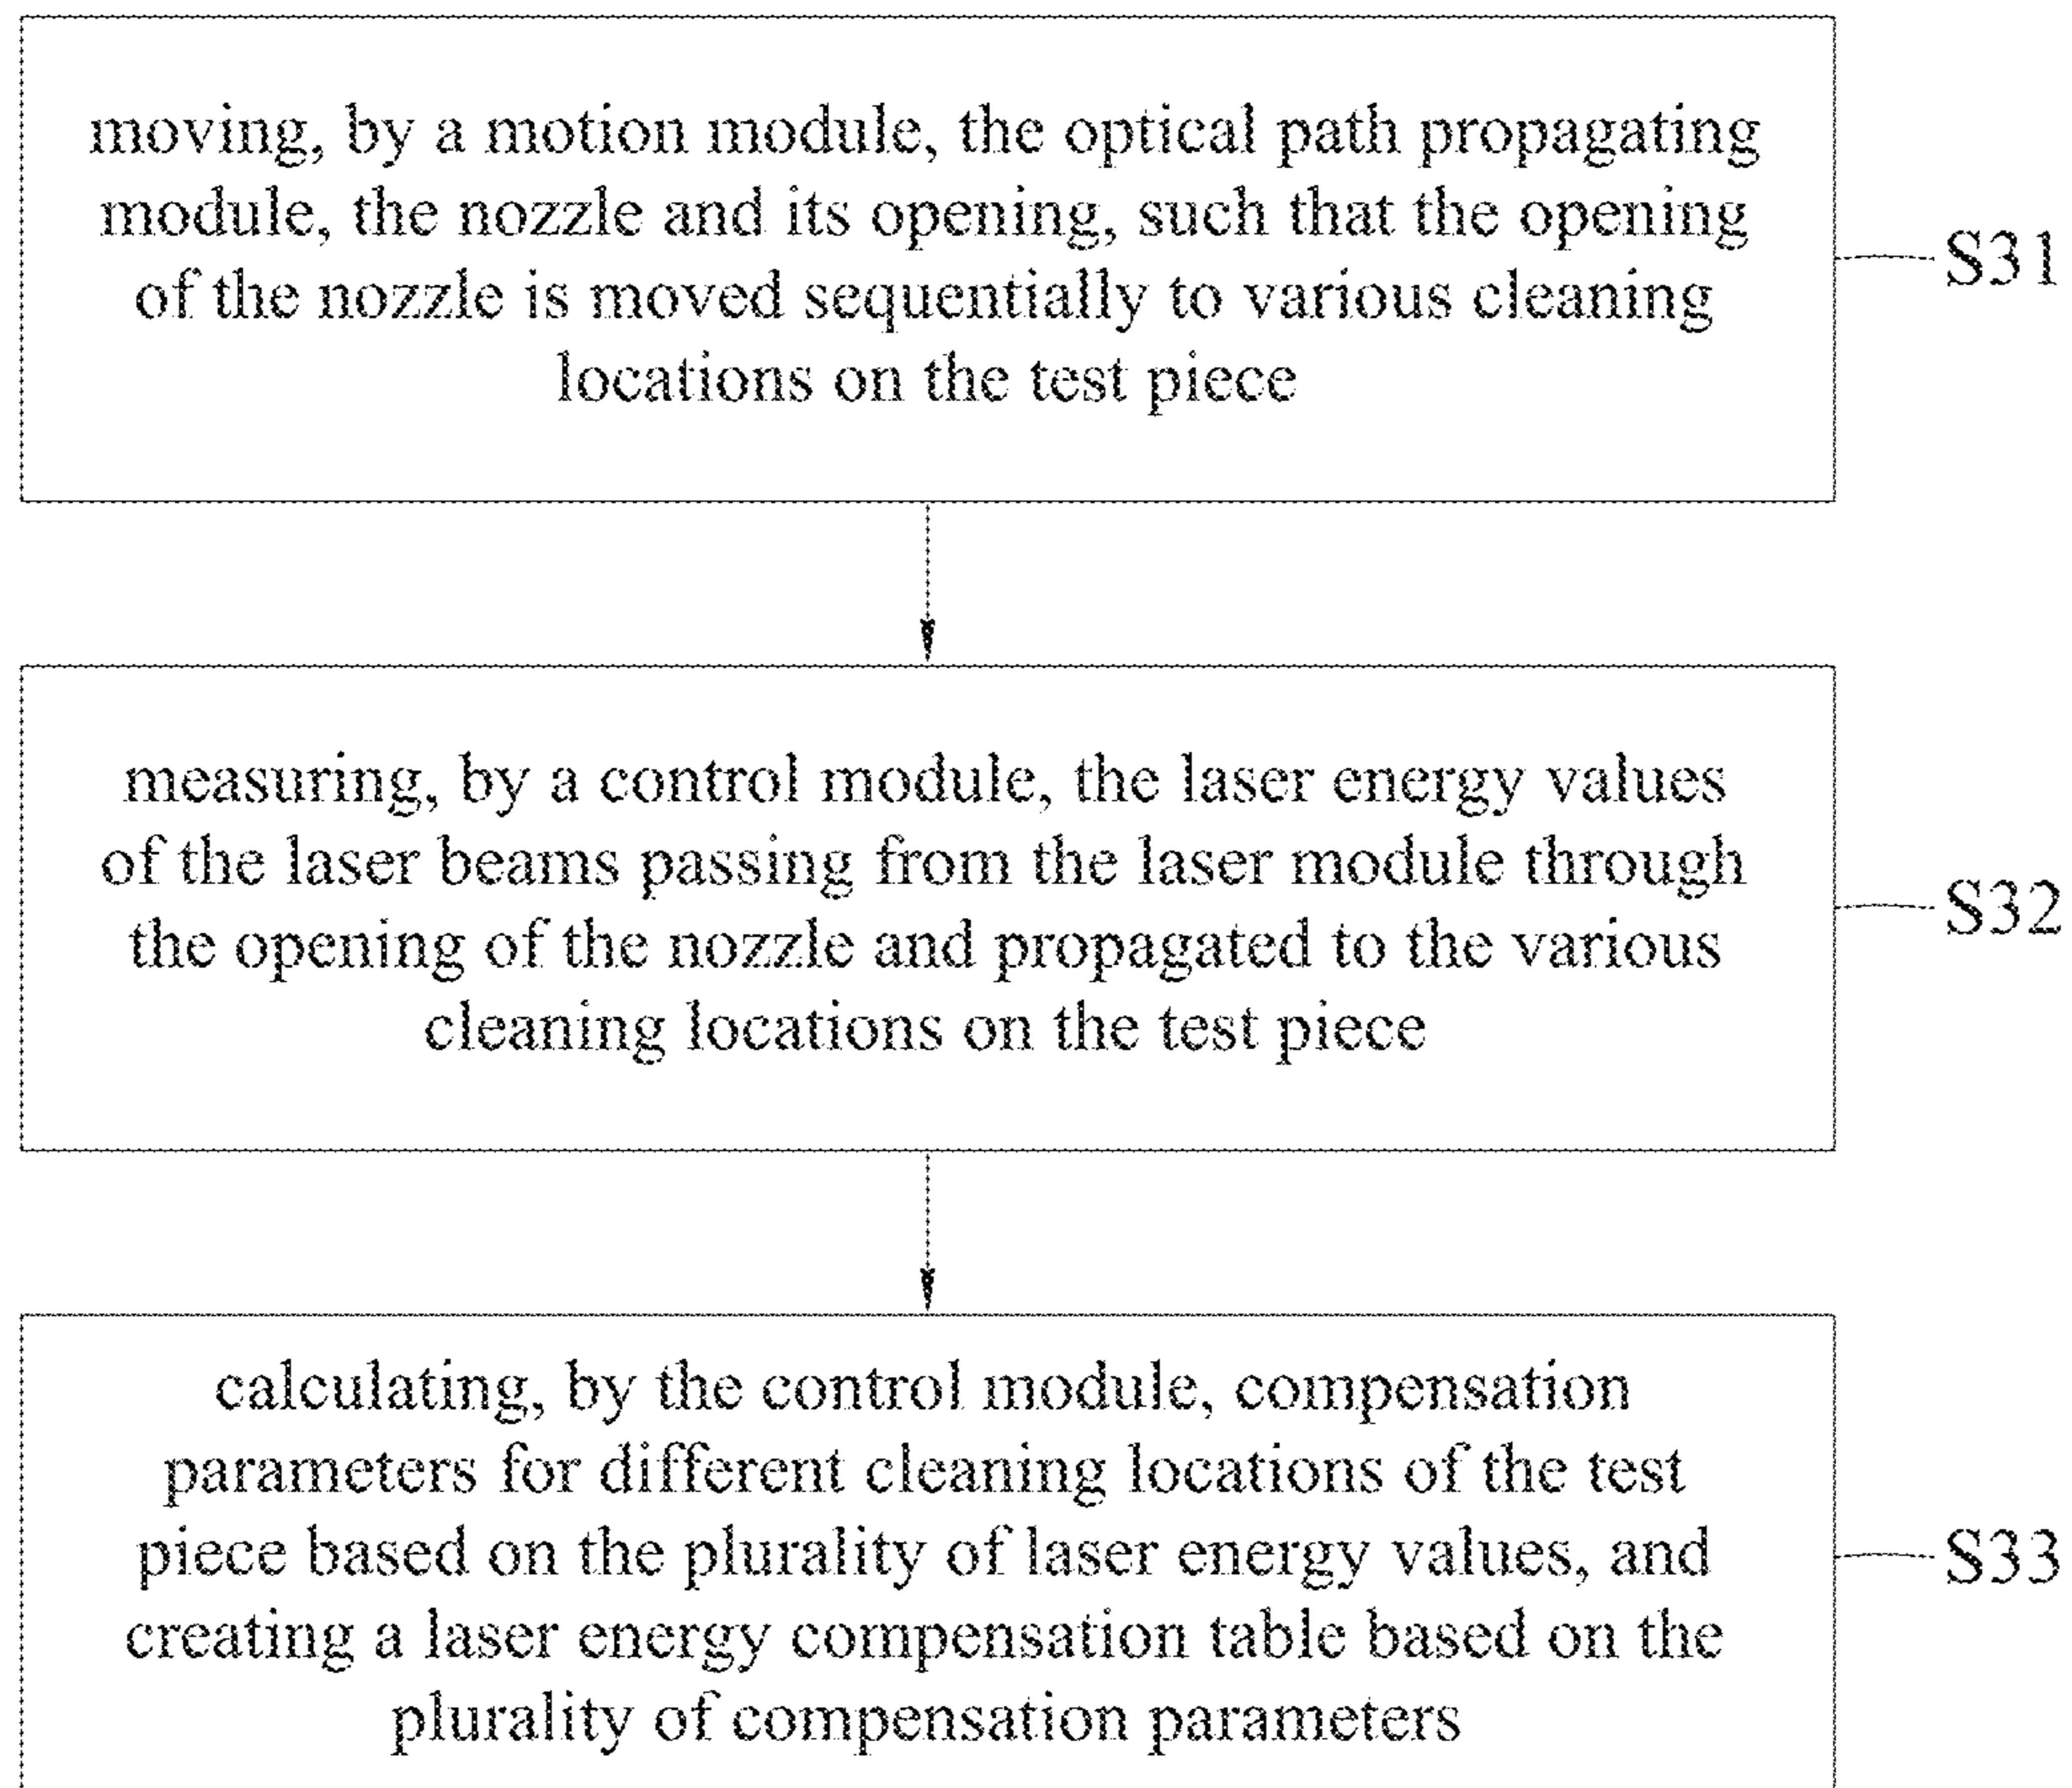 moving, by a motion module, the optical path propagating
module, the nozzle and its opening, such that the opening
of the nozzle is moved sequentially to various cleaning
locations on the test piece
S31
measuring, by a control module, the laser energy values
of the laser beams passing from the laser module through
the opening of the nozzle and propagated to the various
cleaning locations on the test piece
S32
calculating, by the control module, compensation
parameters for different cleaning locations of the test
piece based on the plurality of laser energy values, and
creating a laser energy compensation table based on the
plurality of compensation parameters
S33